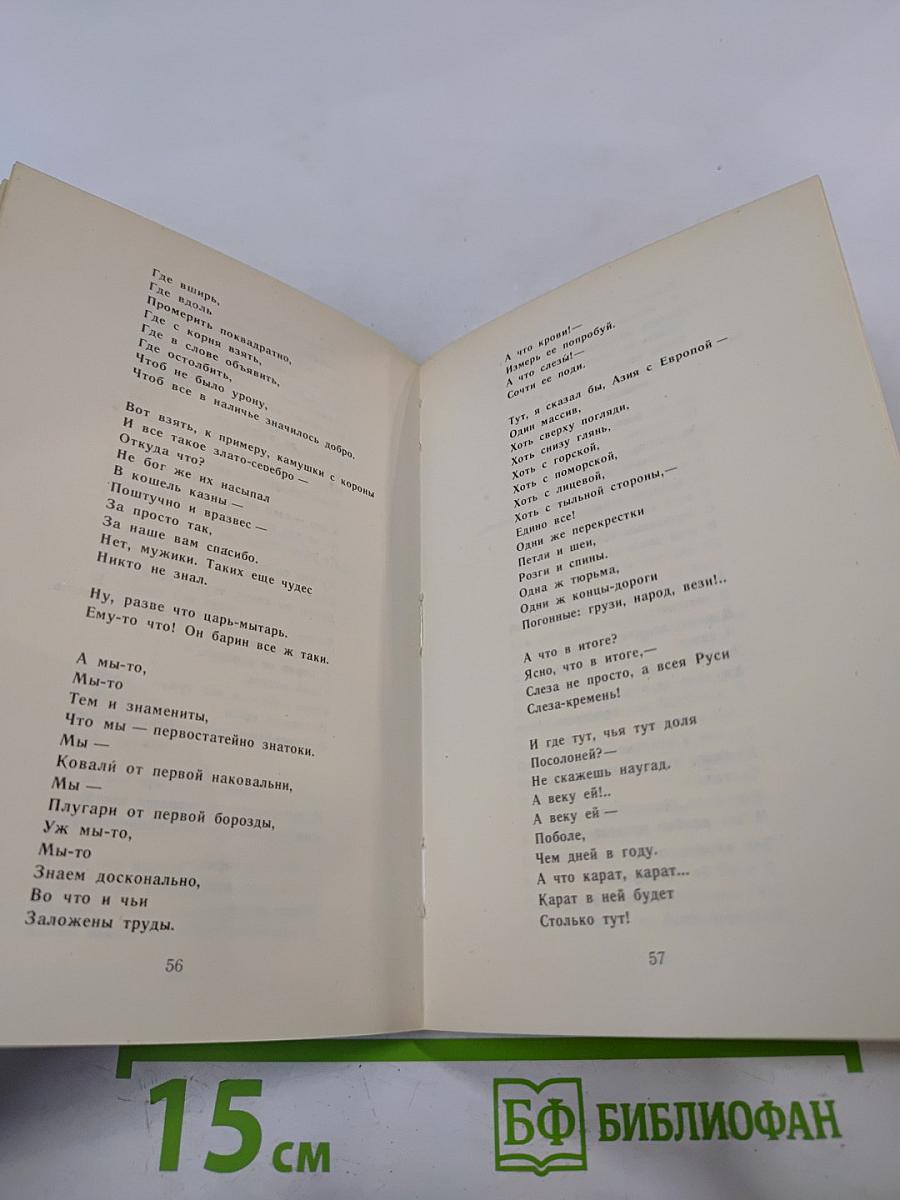 Где вширь,
Где вдоль
Промерить поквадратно,
Где с корня взять,
Где в слове объявить,
Где остолбить,
Чтоб не было урону,
Чтоб все в наличье значилось добро.
Вот взять, к примеру, камушки с короны
И все такое злато-серебро —
Откуда что?
Не бог же их насыпал
В кошель казны —
Поштучно и вразвес —
За просто так,
За наше вам спасибо.
Нет, мужики. Таких еще чудес
Никто не знал.
Ну, разве что царь-мытарь.
Ему-то что! Он барин все ж таки.
А мы-то,
Мы-то
Тем и знамениты,
Что мы — первостатейно знатоки.
Мы —
Ковали́ от первой наковальни,
Мы —
Плугари от первой борозды,
Уж мы-то,
Мы-то
Знаем досконально,
Во что и чьи
Заложены труды.
56
А что крови!—
Измерь ее попробуй.
А что слезы́!—
Сочти ее поди.
Тут, я сказал бы, Азия с Европой —
Один массив,
Хоть сверху погляди,
Хоть снизу глянь,
Хоть с горской,
Хоть с поморской,
Хоть с лицевой,
Хоть с тыльной стороны,—
Едино все!
Одни же перекрестки
Петли и шеи,
Розги и спины.
Одна ж тюрьма,
Одни ж концы-дороги
Погонные: грузи, народ, вези!..
А что в итоге?
Ясно, что в итоге,—
Слеза не просто, а всея Руси
Слеза-кремень!
И где тут, чья тут доля
Посолоней?—
Не скажешь наугад.
А веку ей!..
А веку ей —
Поболе,
Чем дней в году.
А что карат, карат...
Карат в ней будет
Столько тут!
57
15 см
БФ БИБЛИОФАН